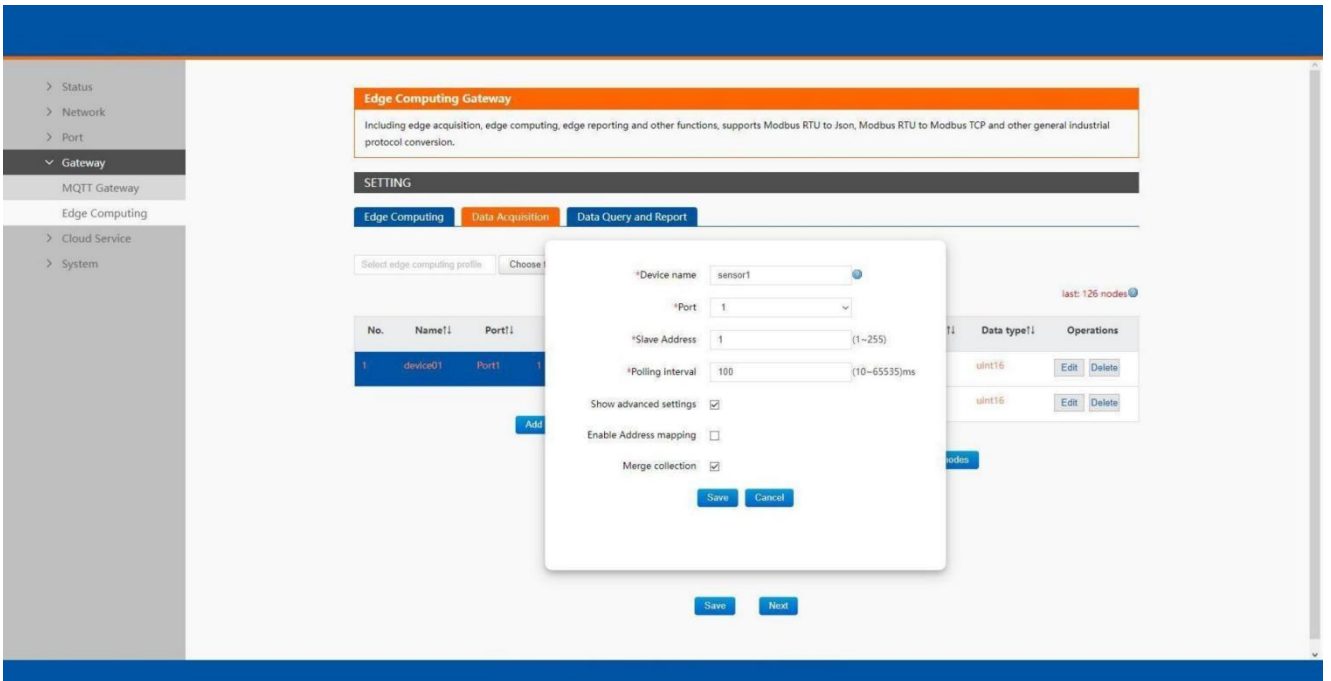 Status
Network
Port
Gateway
MQTT Gateway
Edge Computing
Cloud Service
System
Edge Computing Gateway
Including edge acquisition, edge computing, edge reporting and other functions, supports Modbus RTU to Json, Modbus RTU to Modbus TCP and other general industrial
protocol conversion.
SETTING
Edge Computing Data Acquisition Data Query and Report
Select edge computing profile Choose f
last: 126 nodes
No. Name↑↓ Port↑↓ ↑↓ Data type↑↓ Operations
1 device01 Port1 1 uint16 Edit Delete
uint16 Edit Delete
Add
nodes
*Device name sensor1
*Port 1
*Slave Address 1 (1~255)
*Polling interval 100 (10~65535)ms
Show advanced settings
Enable Address mapping
Merge collection
Save Cancel
Save Next